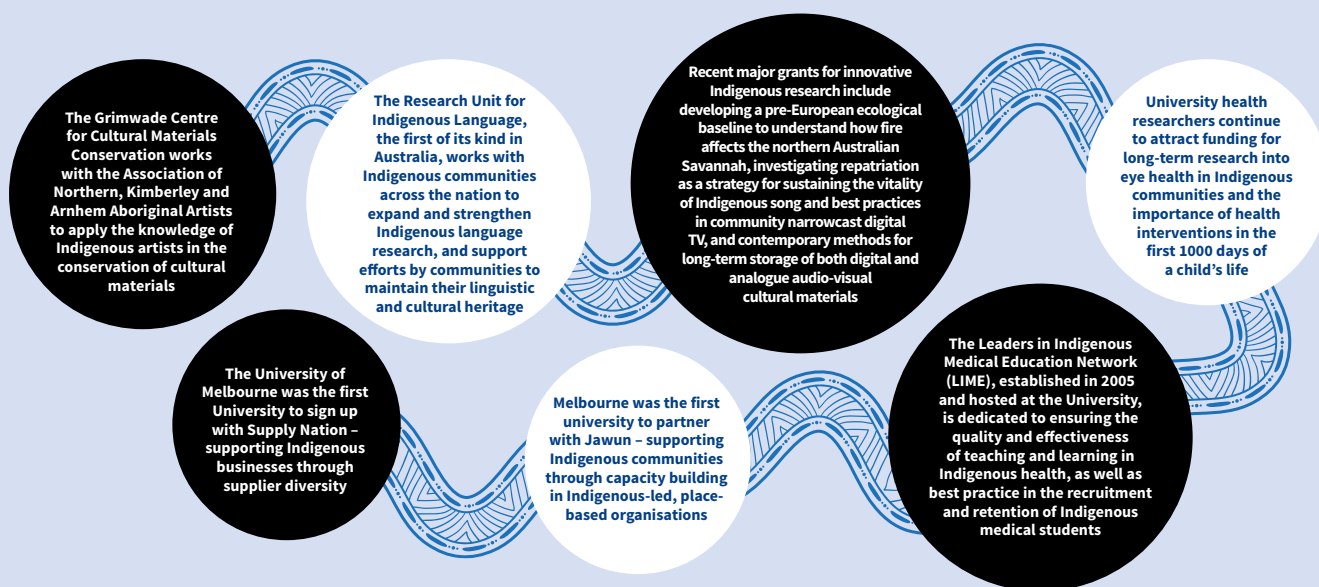 The Grimwade Centre
for Cultural Materials
Conservation works
with the Association of
Northern, Kimberley and
Arnhem Aboriginal Artists
to apply the knowledge of
Indigenous artists in the
conservation of cultural
materials
The Research Unit for
Indigenous Language,
the first of its kind in
Australia, works with
Indigenous communities
across the nation to
expand and strengthen
Indigenous language
research, and support
efforts by communities to
maintain their linguistic
and cultural heritage
Recent major grants for innovative
Indigenous research include
developing a pre-European ecological
baseline to understand how fire
affects the northern Australian
Savannah, investigating repatriation
as a strategy for sustaining the vitality
of Indigenous song and best practices
in community narrowcast digital
TV, and contemporary methods for
long-term storage of both digital and
analogue audio-visual
cultural materials
University health
researchers continue
to attract funding for
long-term research into
eye health in Indigenous
communities and the
importance of health
interventions in the
first 1000 days of
a child’s life
The Leaders in Indigenous
Medical Education Network
(LIME), established in 2005
and hosted at the University,
is dedicated to ensuring the
quality and effectiveness
of teaching and learning in
Indigenous health, as well as
best practice in the recruitment
and retention of Indigenous
medical students
Melbourne was the first
university to partner
with Jawun – supporting
Indigenous communities
through capacity building
in Indigenous-led, place-
based organisations
The University of
Melbourne was the first
University to sign up
with Supply Nation –
supporting Indigenous
businesses through
supplier diversity